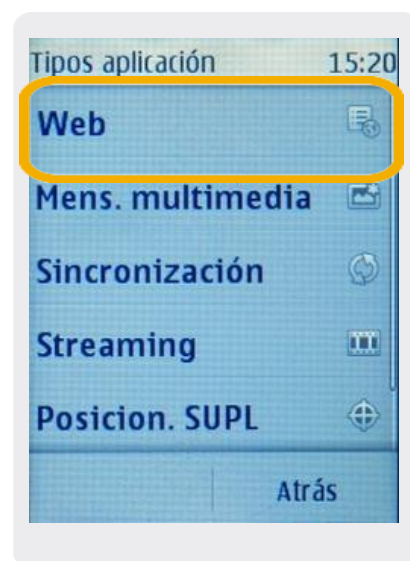 Tipos aplicación 15:20
Web
Mens. multimedia
Sincronización
Streaming
Posicion. SUPL
Atrás